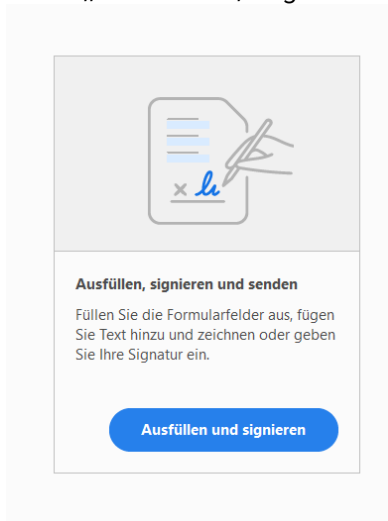 Ausfüllen, signieren und senden
Füllen Sie die Formularfelder aus, fügen
Sie Text hinzu und zeichnen oder geben
Sie Ihre Signatur ein.
Ausfüllen und signieren